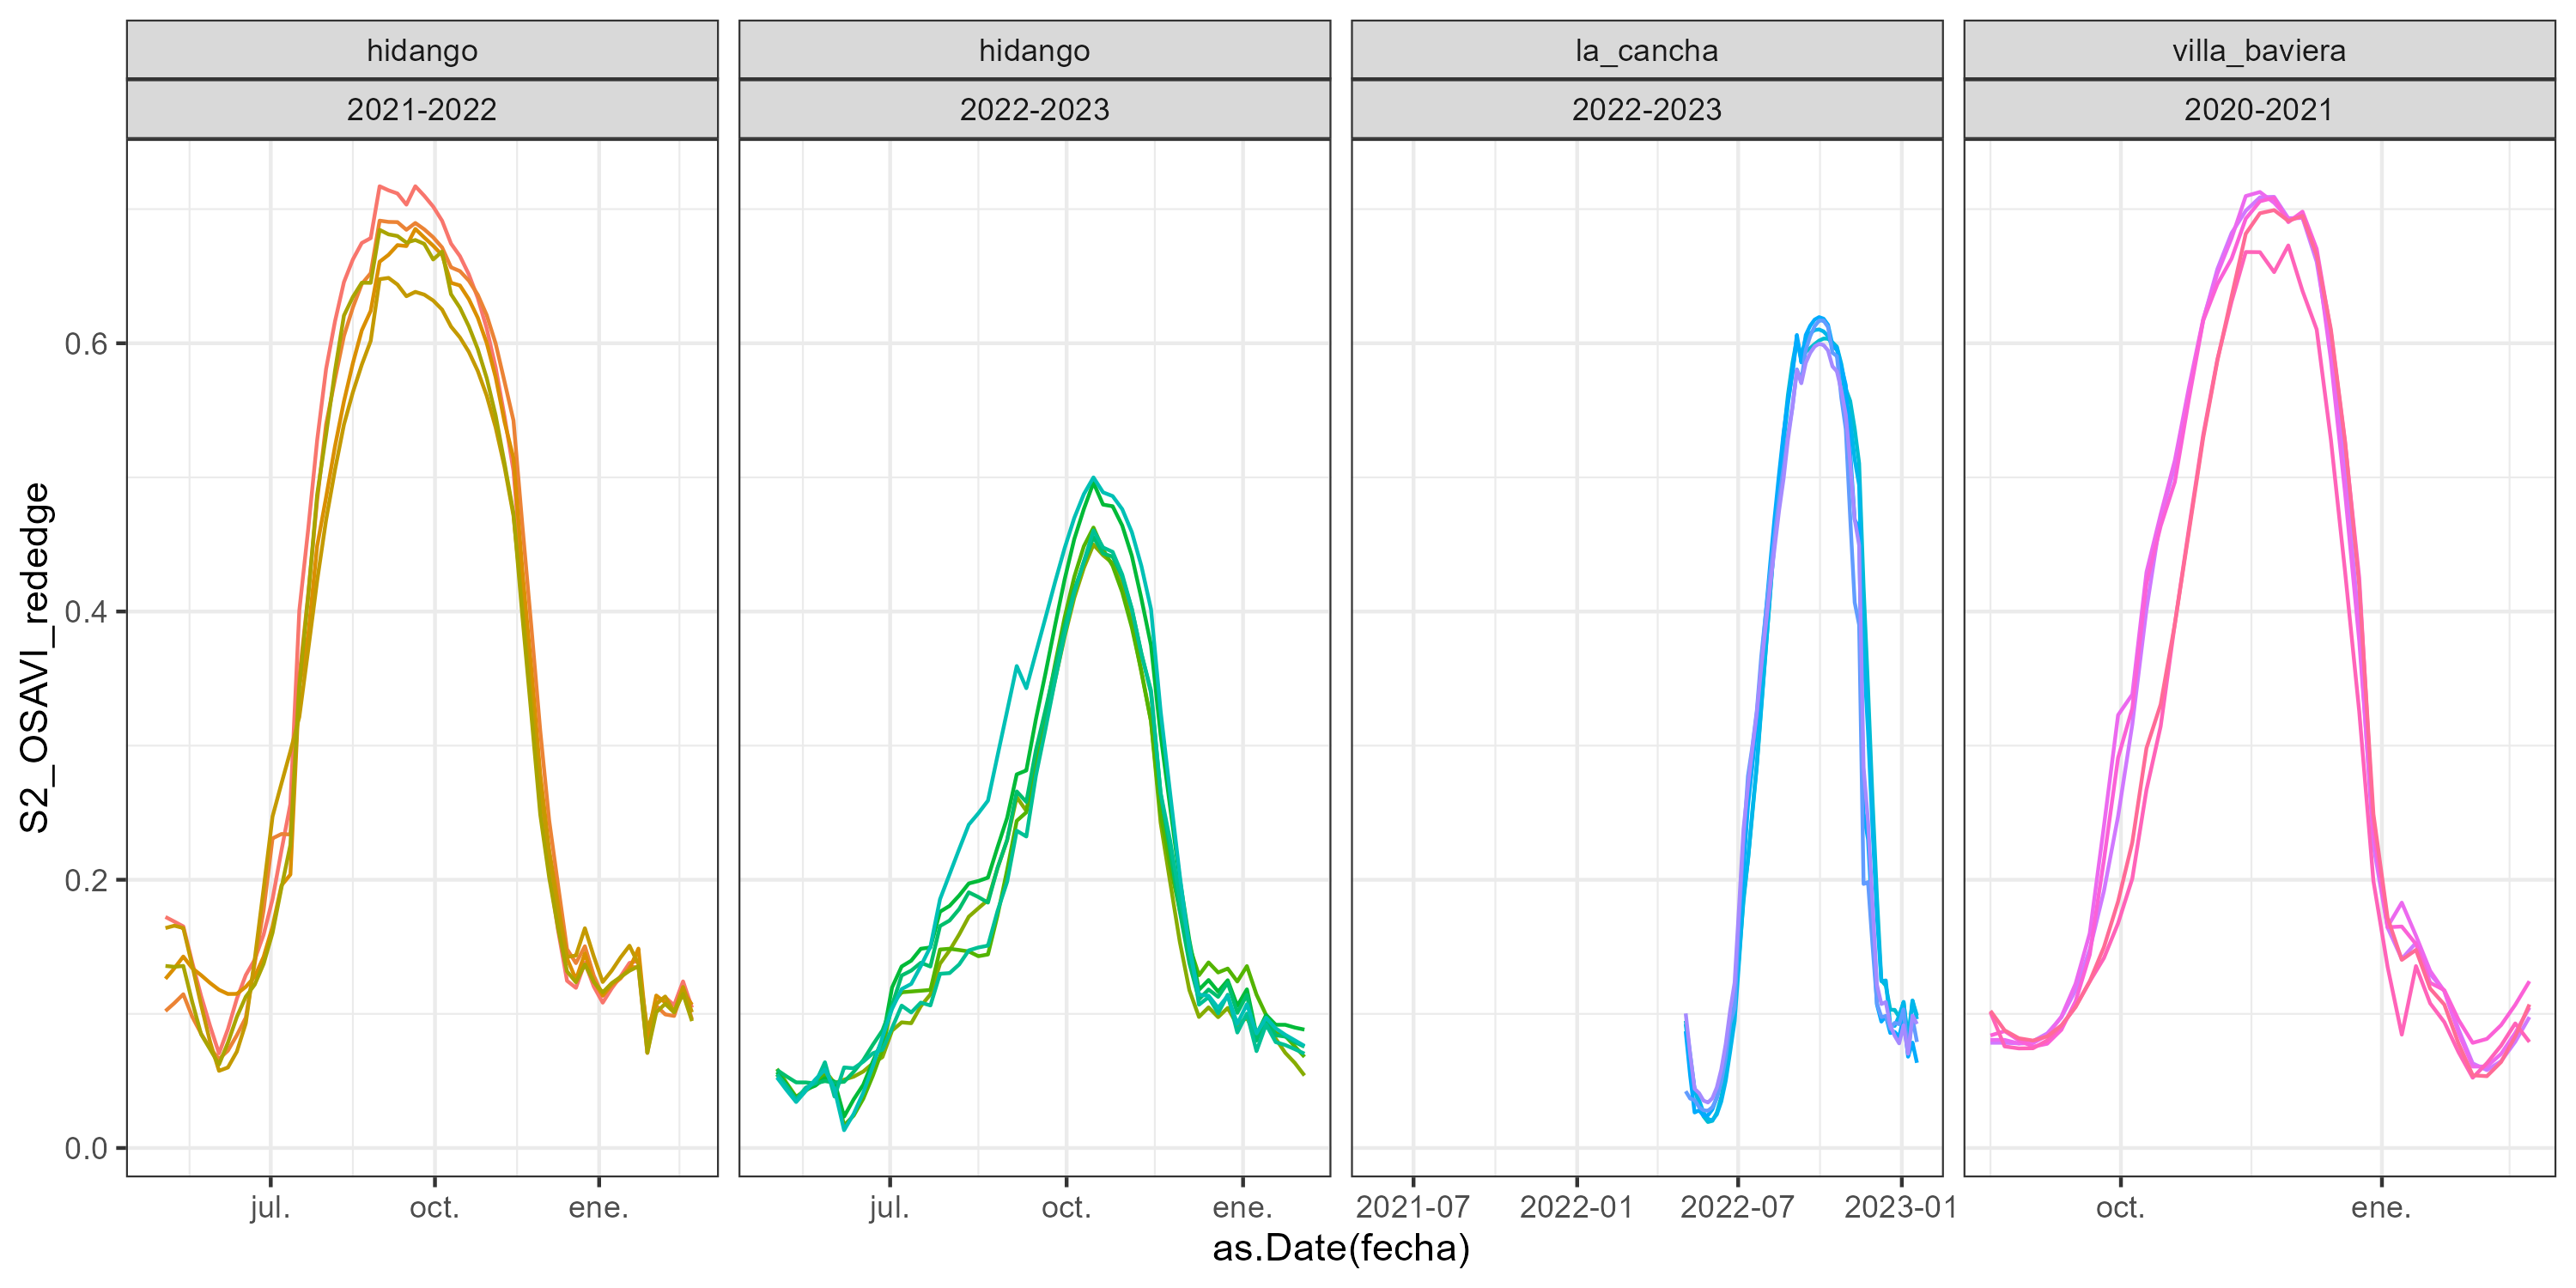 hidango hidango la_cancha villa_baviera
2021-2022 2022-2023 2022-2023 2020-2021
S2_OSAVI_rededge
0.6
0.4
0.2
0.0
jul. oct. ene. jul. oct. ene. 2021-07 2022-01 2022-07 2023-01 oct. ene.
as.Date(fecha)